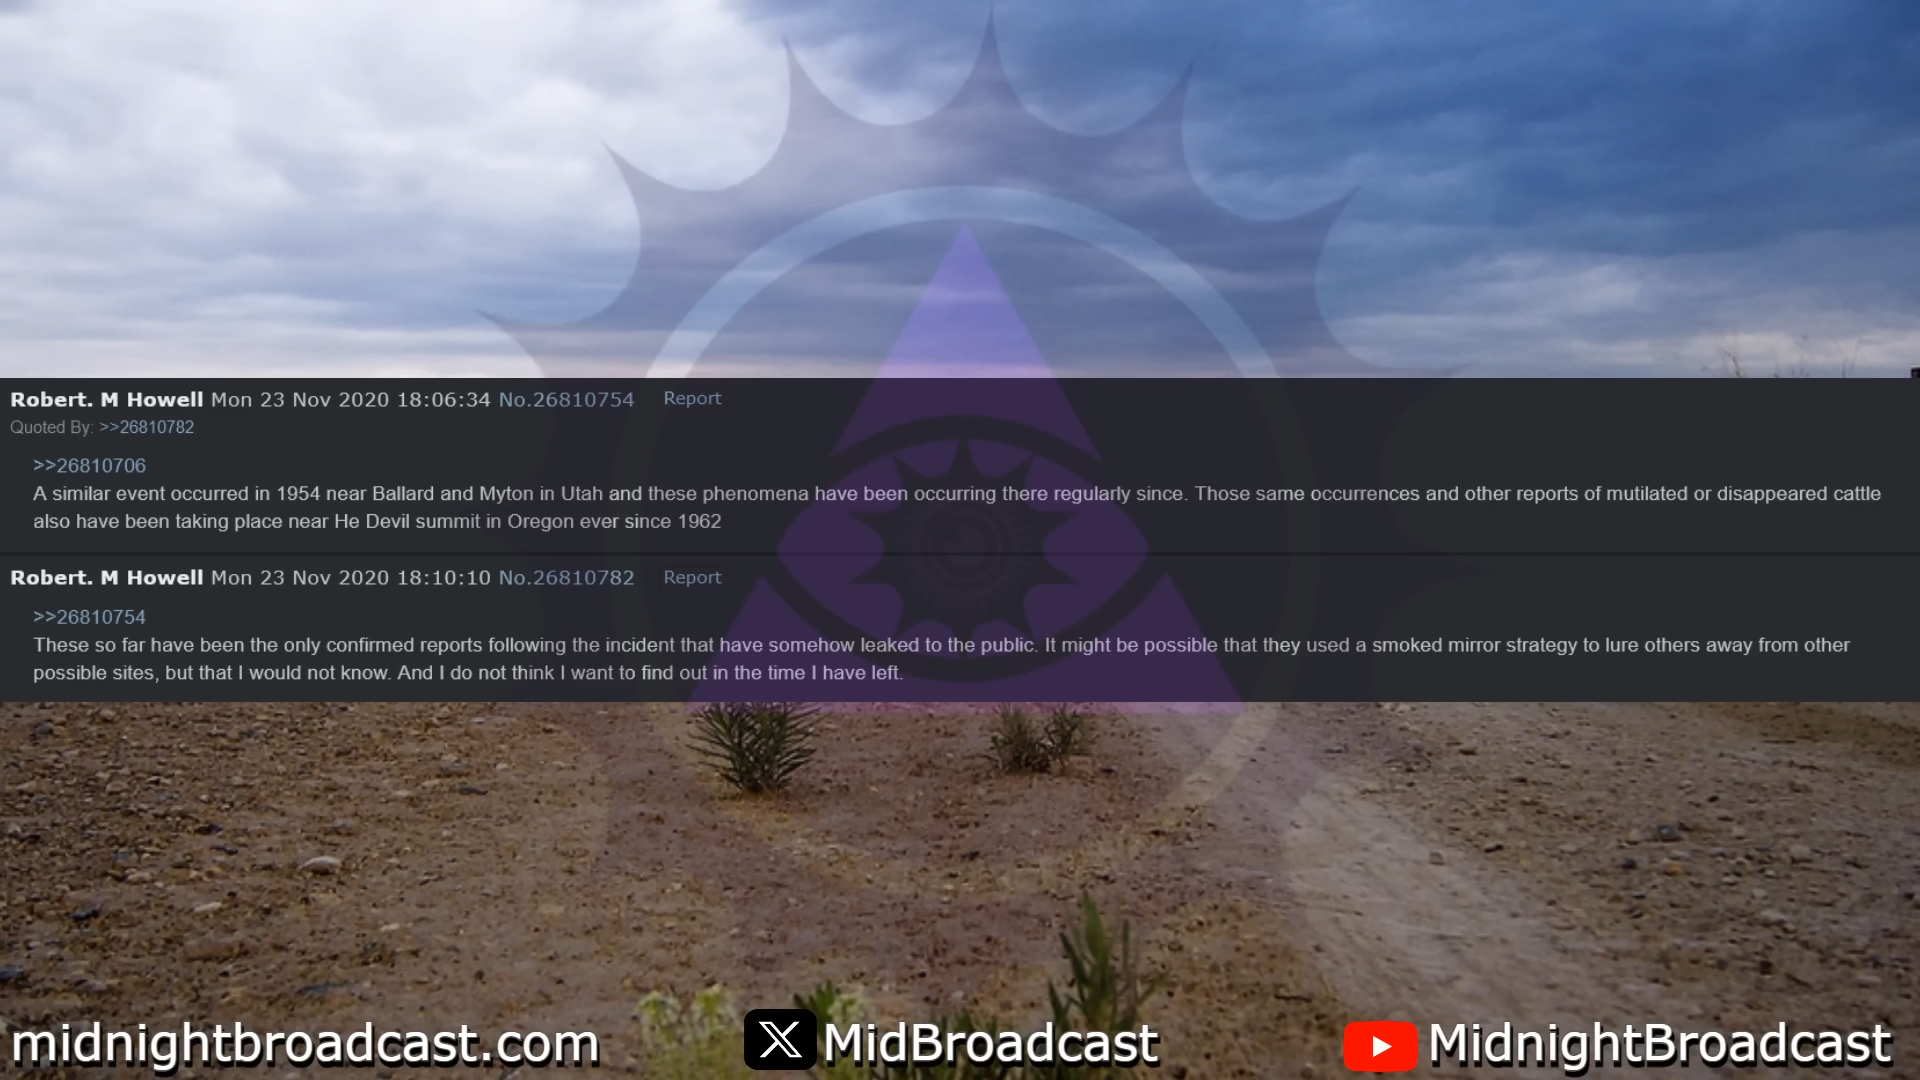 Robert. M Howell Mon 23 Nov 2020 18:06:34 No.26810754 Report
Quoted By: >>26810782
>>26810706
A similar event occurred in 1954 near Ballard and Myton in Utah and these phenomena have been occurring there regularly since. Those same occurrences and other reports of mutilated or disappeared cattle
also have been taking place near He Devil summit in Oregon ever since 1962
Robert. M Howell Mon 23 Nov 2020 18:10:10 No.26810782 Report
>>26810754
These so far have been the only confirmed reports following the incident that have somehow leaked to the public. It might be possible that they used a smoked mirror strategy to lure others away from other
possible sites, but that I would not know. And I do not think I want to find out in the time I have left.
midnightbroadcast.com MidBroadcast MidnightBroadcast